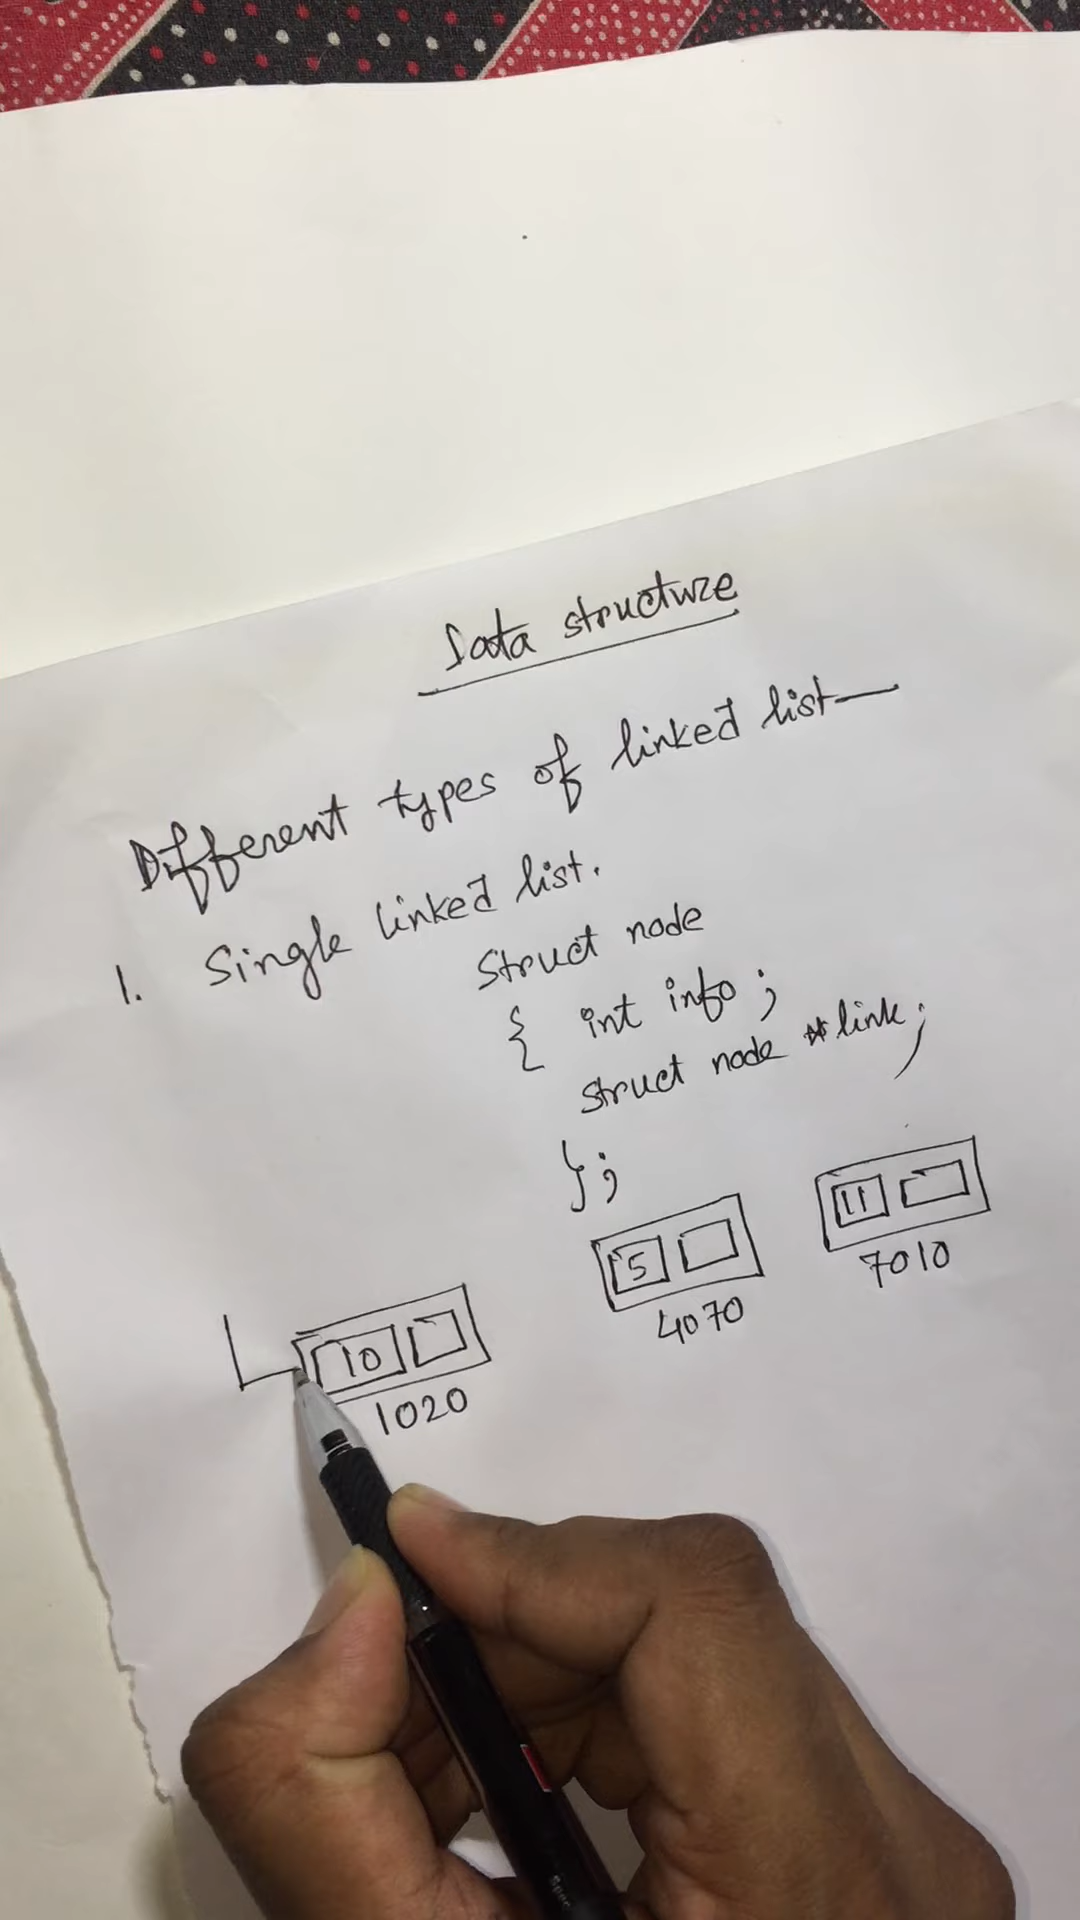 Data structure
Different types of linked list—
1. Single linked list.
Struct node
{ int info;
struct node *link;
};
11
7010
5
4070
10
1020